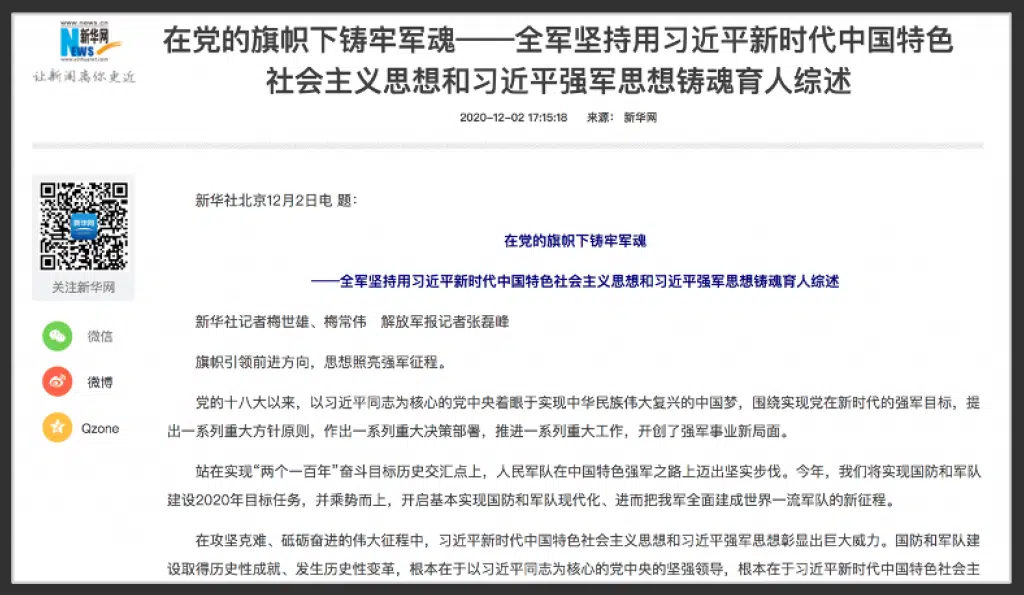 www.news.cn
新华网
NEWS
www.xinhuanet.com
让新闻离你更近
在党的旗帜下铸牢军魂——全军坚持用习近平新时代中国特色
社会主义思想和习近平强军思想铸魂育人综述
2020-12-02 17:15:18 来源： 新华网
新华网
关注新华网
微信
微博
Qzone
新华社北京12月2日电 题：
在党的旗帜下铸牢军魂
——全军坚持用习近平新时代中国特色社会主义思想和习近平强军思想铸魂育人综述
新华社记者梅世雄、梅常伟　解放军报记者张磊峰
旗帜引领前进方向，思想照亮强军征程。
党的十八大以来，以习近平同志为核心的党中央着眼于实现中华民族伟大复兴的中国梦，围绕实现党在新时代的强军目标，提
出一系列重大方针原则，作出一系列重大决策部署，推进一系列重大工作，开创了强军事业新局面。
站在实现“两个一百年”奋斗目标历史交汇点上，人民军队在中国特色强军之路上迈出坚实步伐。今年，我们将实现国防和军队
建设2020年目标任务，并乘势而上，开启基本实现国防和军队现代化、进而把我军全面建成世界一流军队的新征程。
在攻坚克难、砥砺奋进的伟大征程中，习近平新时代中国特色社会主义思想和习近平强军思想彰显出巨大威力。国防和军队建
设取得历史性成就、发生历史性变革，根本在于以习近平同志为核心的党中央的坚强领导，根本在于习近平新时代中国特色社会主